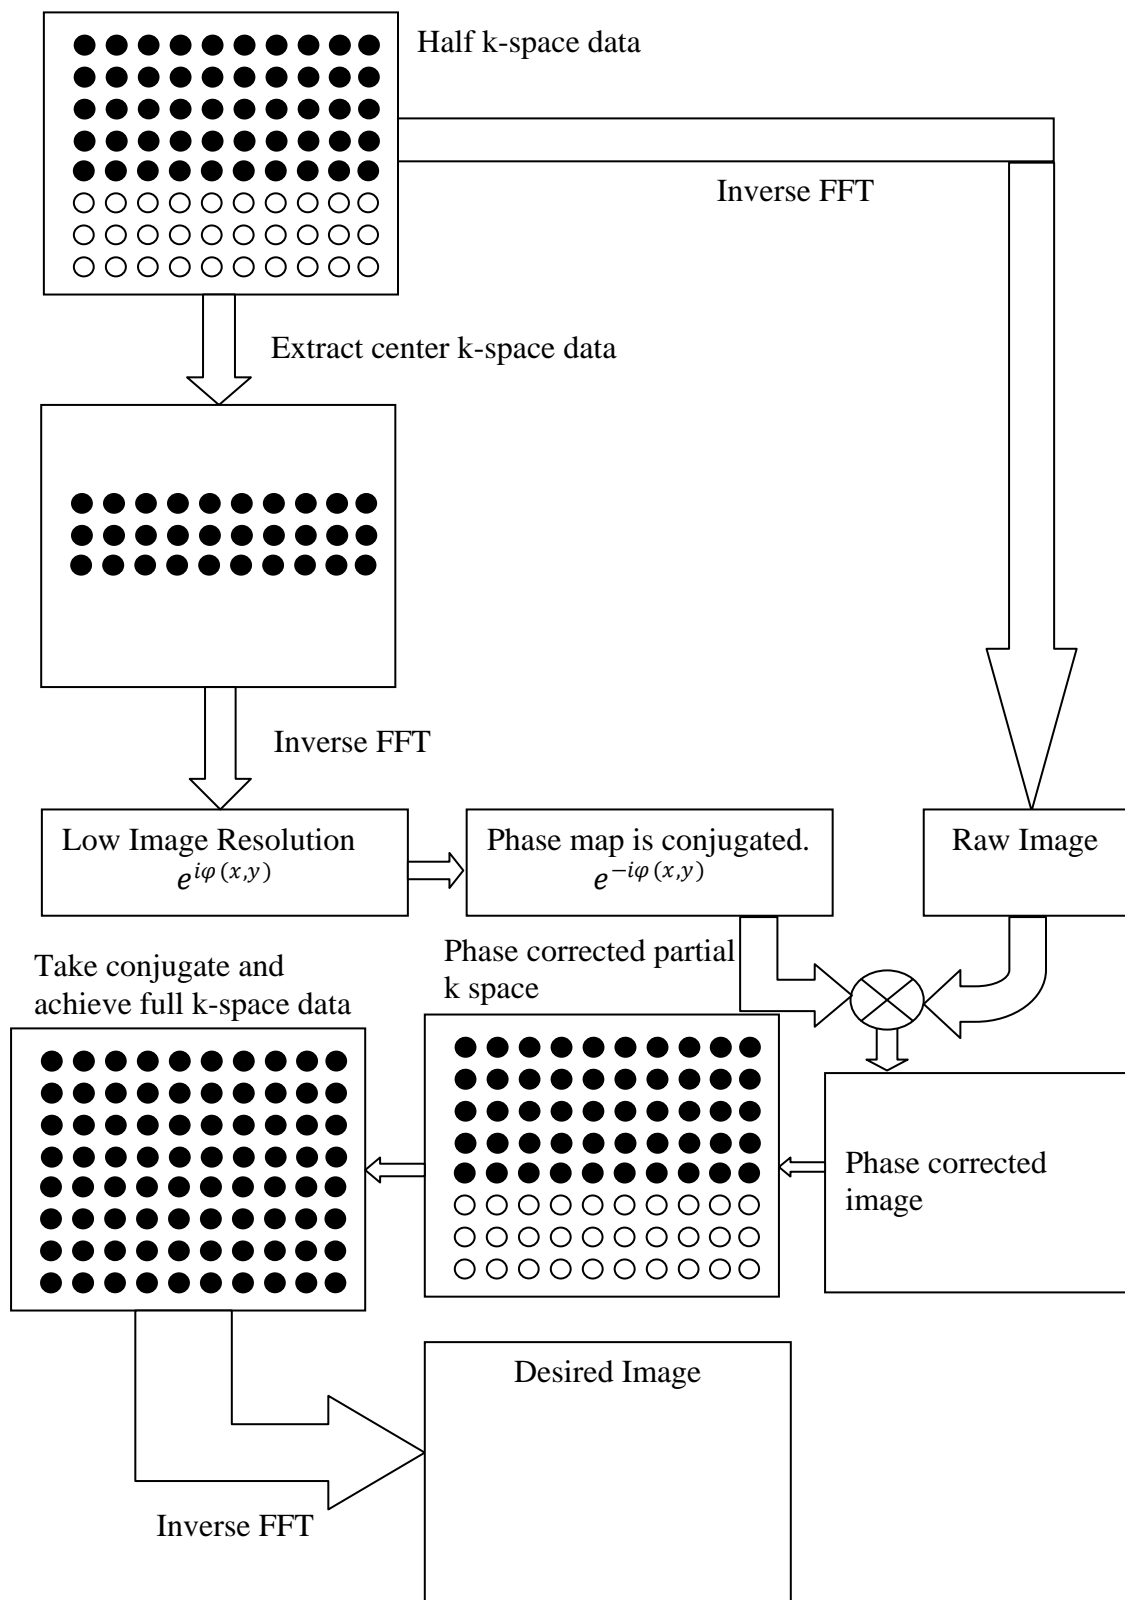 Half k-space data
Inverse FFT
Extract center k-space data
Inverse FFT
Low Image Resolution
e^{iφ(x,y)}
Phase map is conjugated.
e^{-iφ(x,y)}
Raw Image
Take conjugate and
achieve full k-space data
Phase corrected partial
k space
Phase corrected
image
Desired Image
Inverse FFT